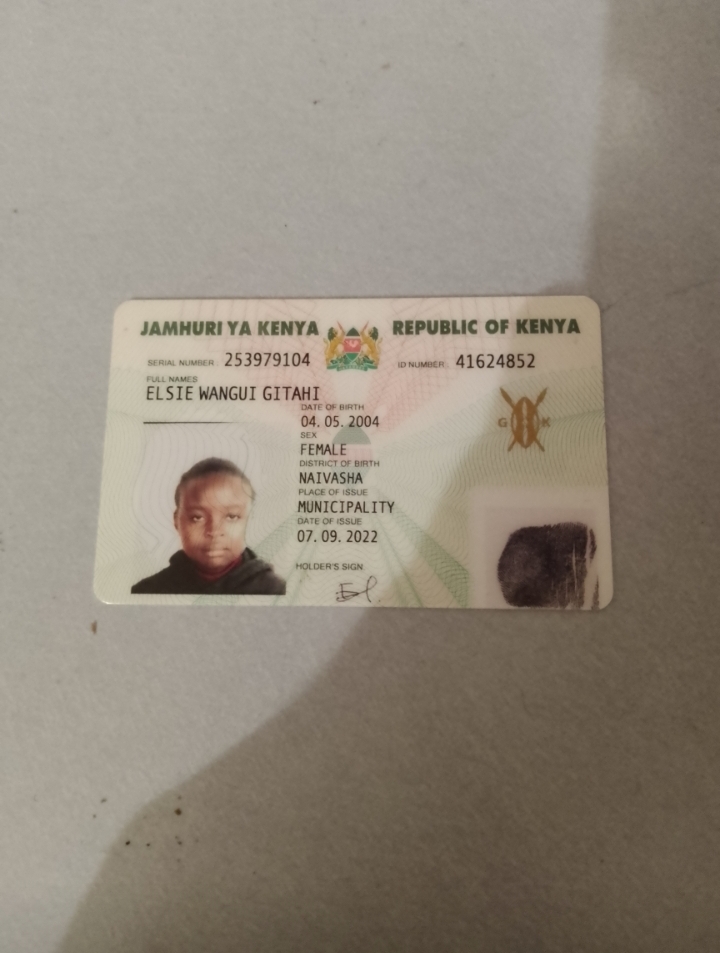 JAMHURI YA KENYA REPUBLIC OF KENYA
SERIAL NUMBER: 253979104 ID NUMBER: 41624852
FULL NAMES
ELSIE WANGUI GITAHI
DATE OF BIRTH
04. 05. 2004
SEX
FEMALE
G K
DISTRICT OF BIRTH
NAIVASHA
PLACE OF ISSUE
MUNICIPALITY
DATE OF ISSUE
07. 09. 2022
HOLDER'S SIGN.